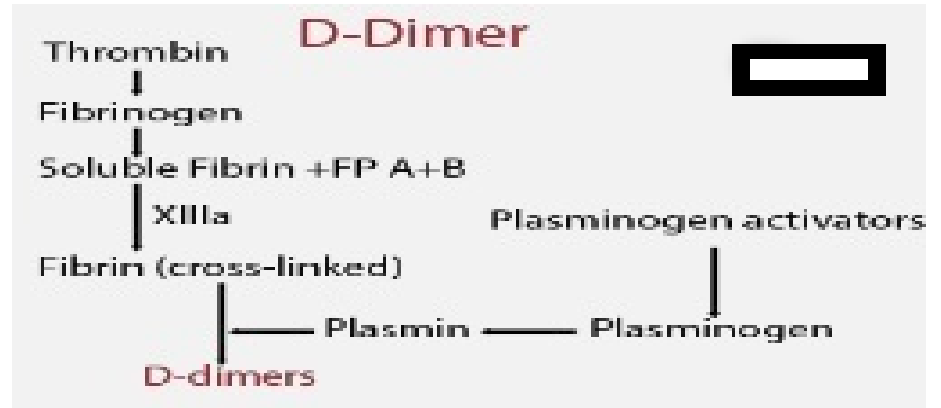 D-Dimer
Thrombin
Fibrinogen
Soluble Fibrin +FP A+B
XIIIa
Plasminogen activators
Fibrin (cross-linked)
Plasmin
Plasminogen
D-dimers